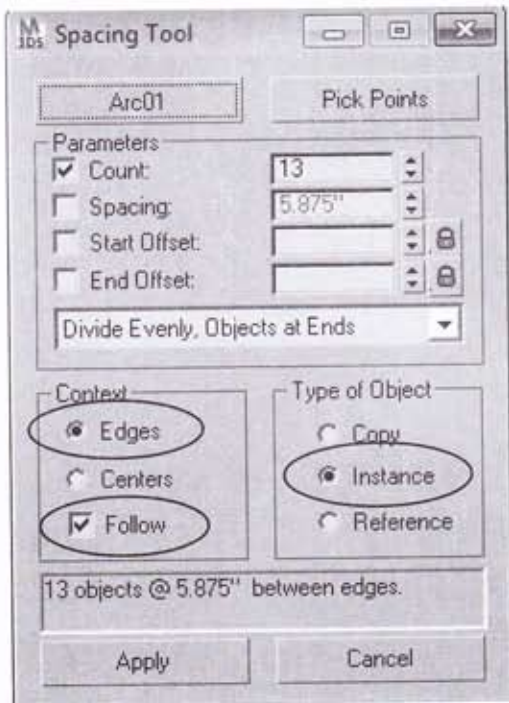 M 3DS Spacing Tool
Arc01 Pick Points
Parameters
Count: 13
Spacing: 5.875"
Start Offset:
End Offset:
Divide Evenly, Objects at Ends
Context Type of Object
Edges Copy
Centers Instance
Follow Reference
13 objects @ 5.875" between edges.
Apply Cancel